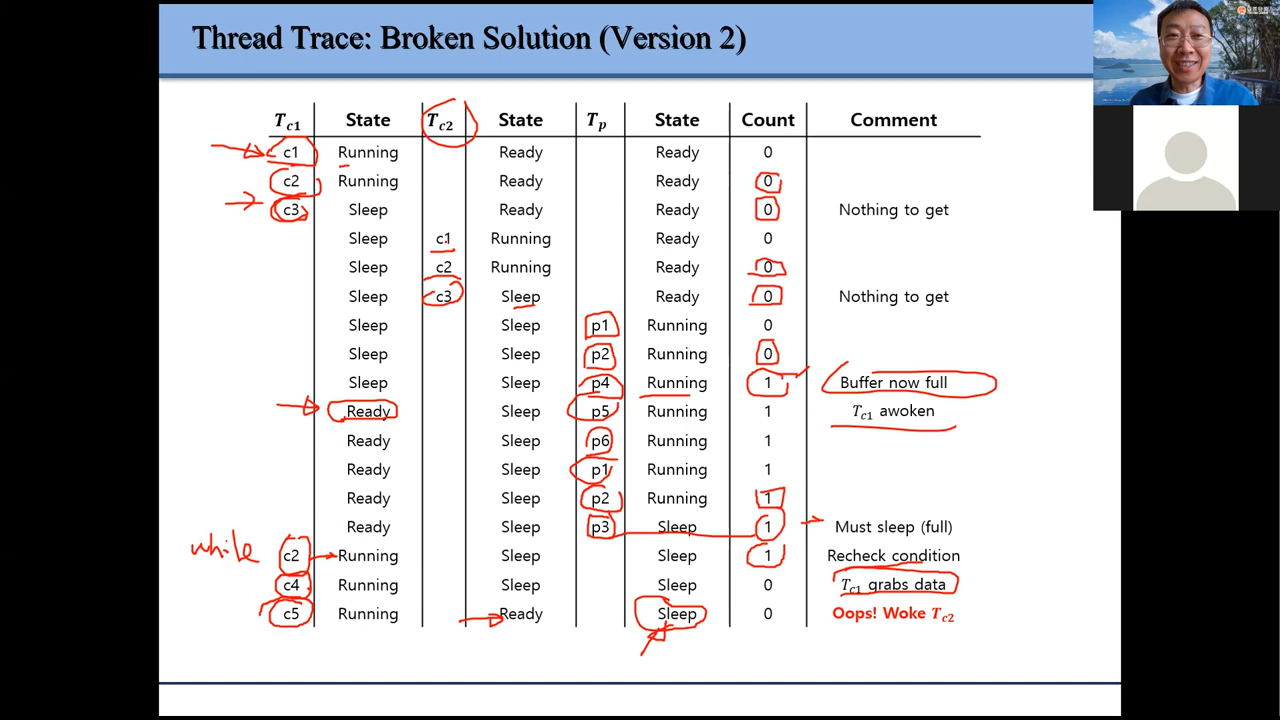 Thread Trace: Broken Solution (Version 2)
T_c1 State T_c2 State T_p State Count Comment
c1 Running Ready Ready 0
c2 Running Ready Ready 0
c3 Sleep Ready Ready 0 Nothing to get
Sleep c1 Running Ready 0
Sleep c2 Running Ready 0
Sleep c3 Sleep Ready 0 Nothing to get
Sleep Sleep p1 Running 0
Sleep Sleep p2 Running 0
Sleep Sleep p4 Running 1 Buffer now full
Ready Sleep p5 Running 1 T_c1 awoken
Ready Sleep p6 Running 1
Ready Sleep p1 Running 1
Ready Sleep p2 Running 1
Ready Sleep p3 Sleep 1 Must sleep (full)
while c2 Running Sleep Sleep 1 Recheck condition
c4 Running Sleep Sleep 0 T_c1 grabs data
c5 Running Ready Sleep 0 Oops! Woke T_c2